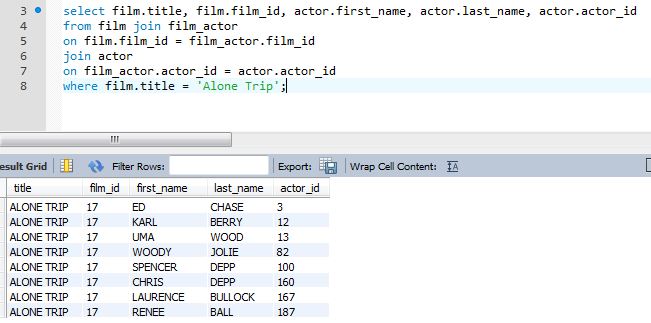 3 select film.title, film.film_id, actor.first_name, actor.last_name, actor.actor_id
4 from film join film_actor
5 on film.film_id = film_actor.film_id
6 join actor
7 on film_actor.actor_id = actor.actor_id
8 where film.title = 'Alone Trip';
esult Grid Filter Rows: Export: Wrap Cell Content:
title film_id first_name last_name actor_id
ALONE TRIP 17 ED CHASE 3
ALONE TRIP 17 KARL BERRY 12
ALONE TRIP 17 UMA WOOD 13
ALONE TRIP 17 WOODY JOLIE 82
ALONE TRIP 17 SPENCER DEPP 100
ALONE TRIP 17 CHRIS DEPP 160
ALONE TRIP 17 LAURENCE BULLOCK 167
ALONE TRIP 17 RENEE BALL 187